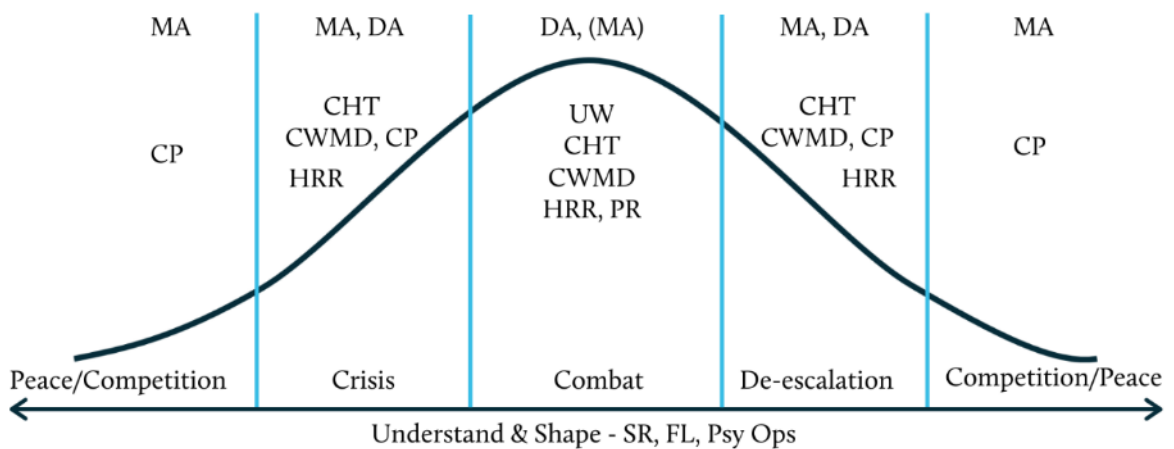 MA
MA, DA
DA, (MA)
MA, DA
MA
CP
CHT
CWMD, CP
HRR
UW
CHT
CWMD
HRR, PR
CHT
CWMD, CP
HRR
CP
Peace/Competition
Crisis
Combat
De-escalation
Competition/Peace
Understand & Shape - SR, FL, Psy Ops